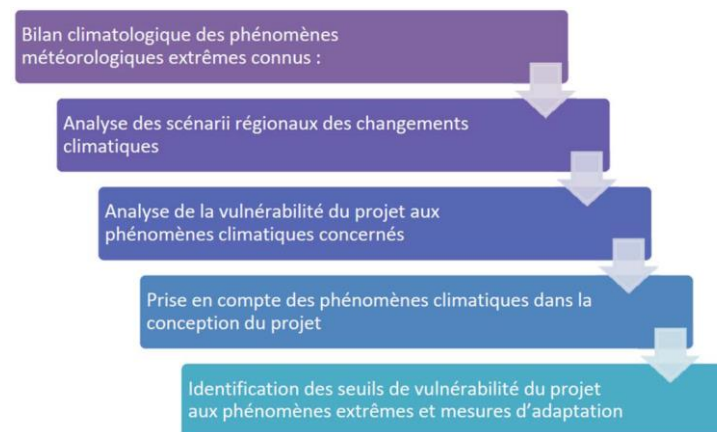 Bilan climatologique des phénomènes
météorologiques extrêmes connus :
Analyse des scénarii régionaux des changements
climatiques
Analyse de la vulnérabilité du projet aux
phénomènes climatiques concernés
Prise en compte des phénomènes climatiques dans la
conception du projet
Identification des seuils de vulnérabilité du projet
aux phénomènes extrêmes et mesures d’adaptation